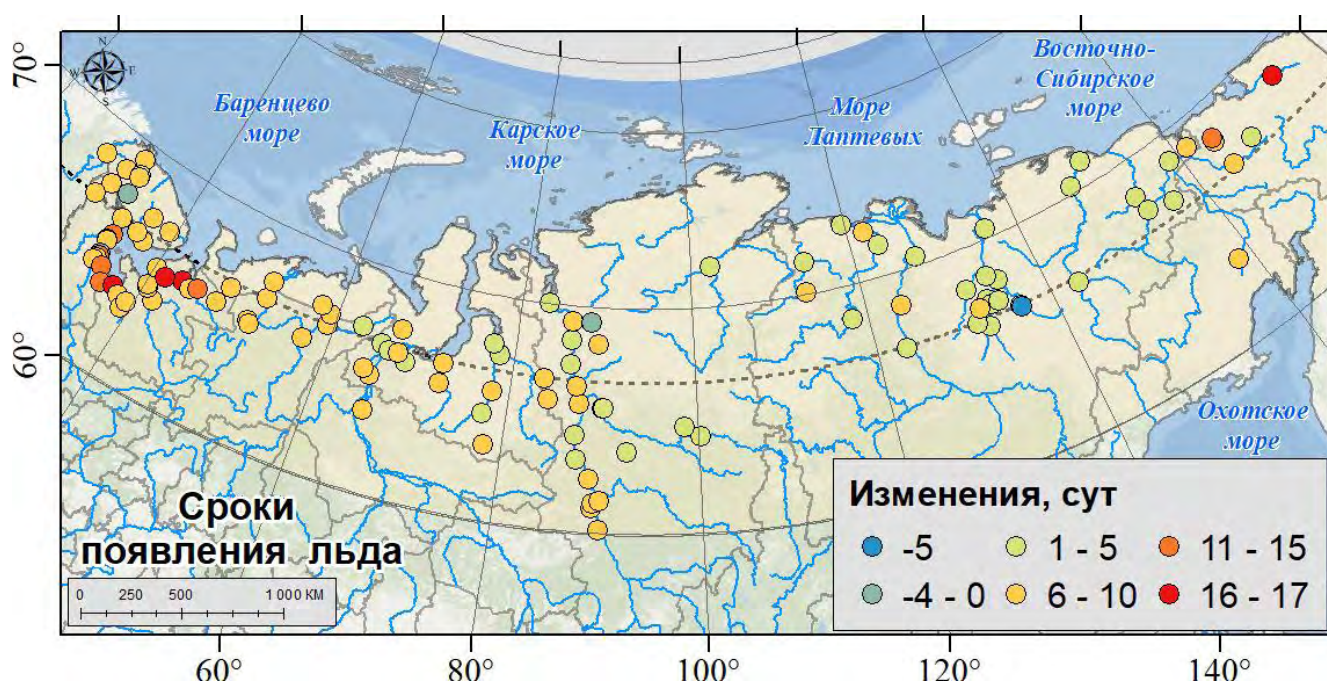 70°
60°
N
W
E
S
Баренцево
море
Карское
море
Море
Лаптевых
Восточно-
Сибирское
море
Охотское
море
Сроки
появления льда
0 250 500 1 000 КМ
Изменения, сут
-5
1 - 5
11 - 15
-4 - 0
6 - 10
16 - 17
60°
80°
100°
120°
140°